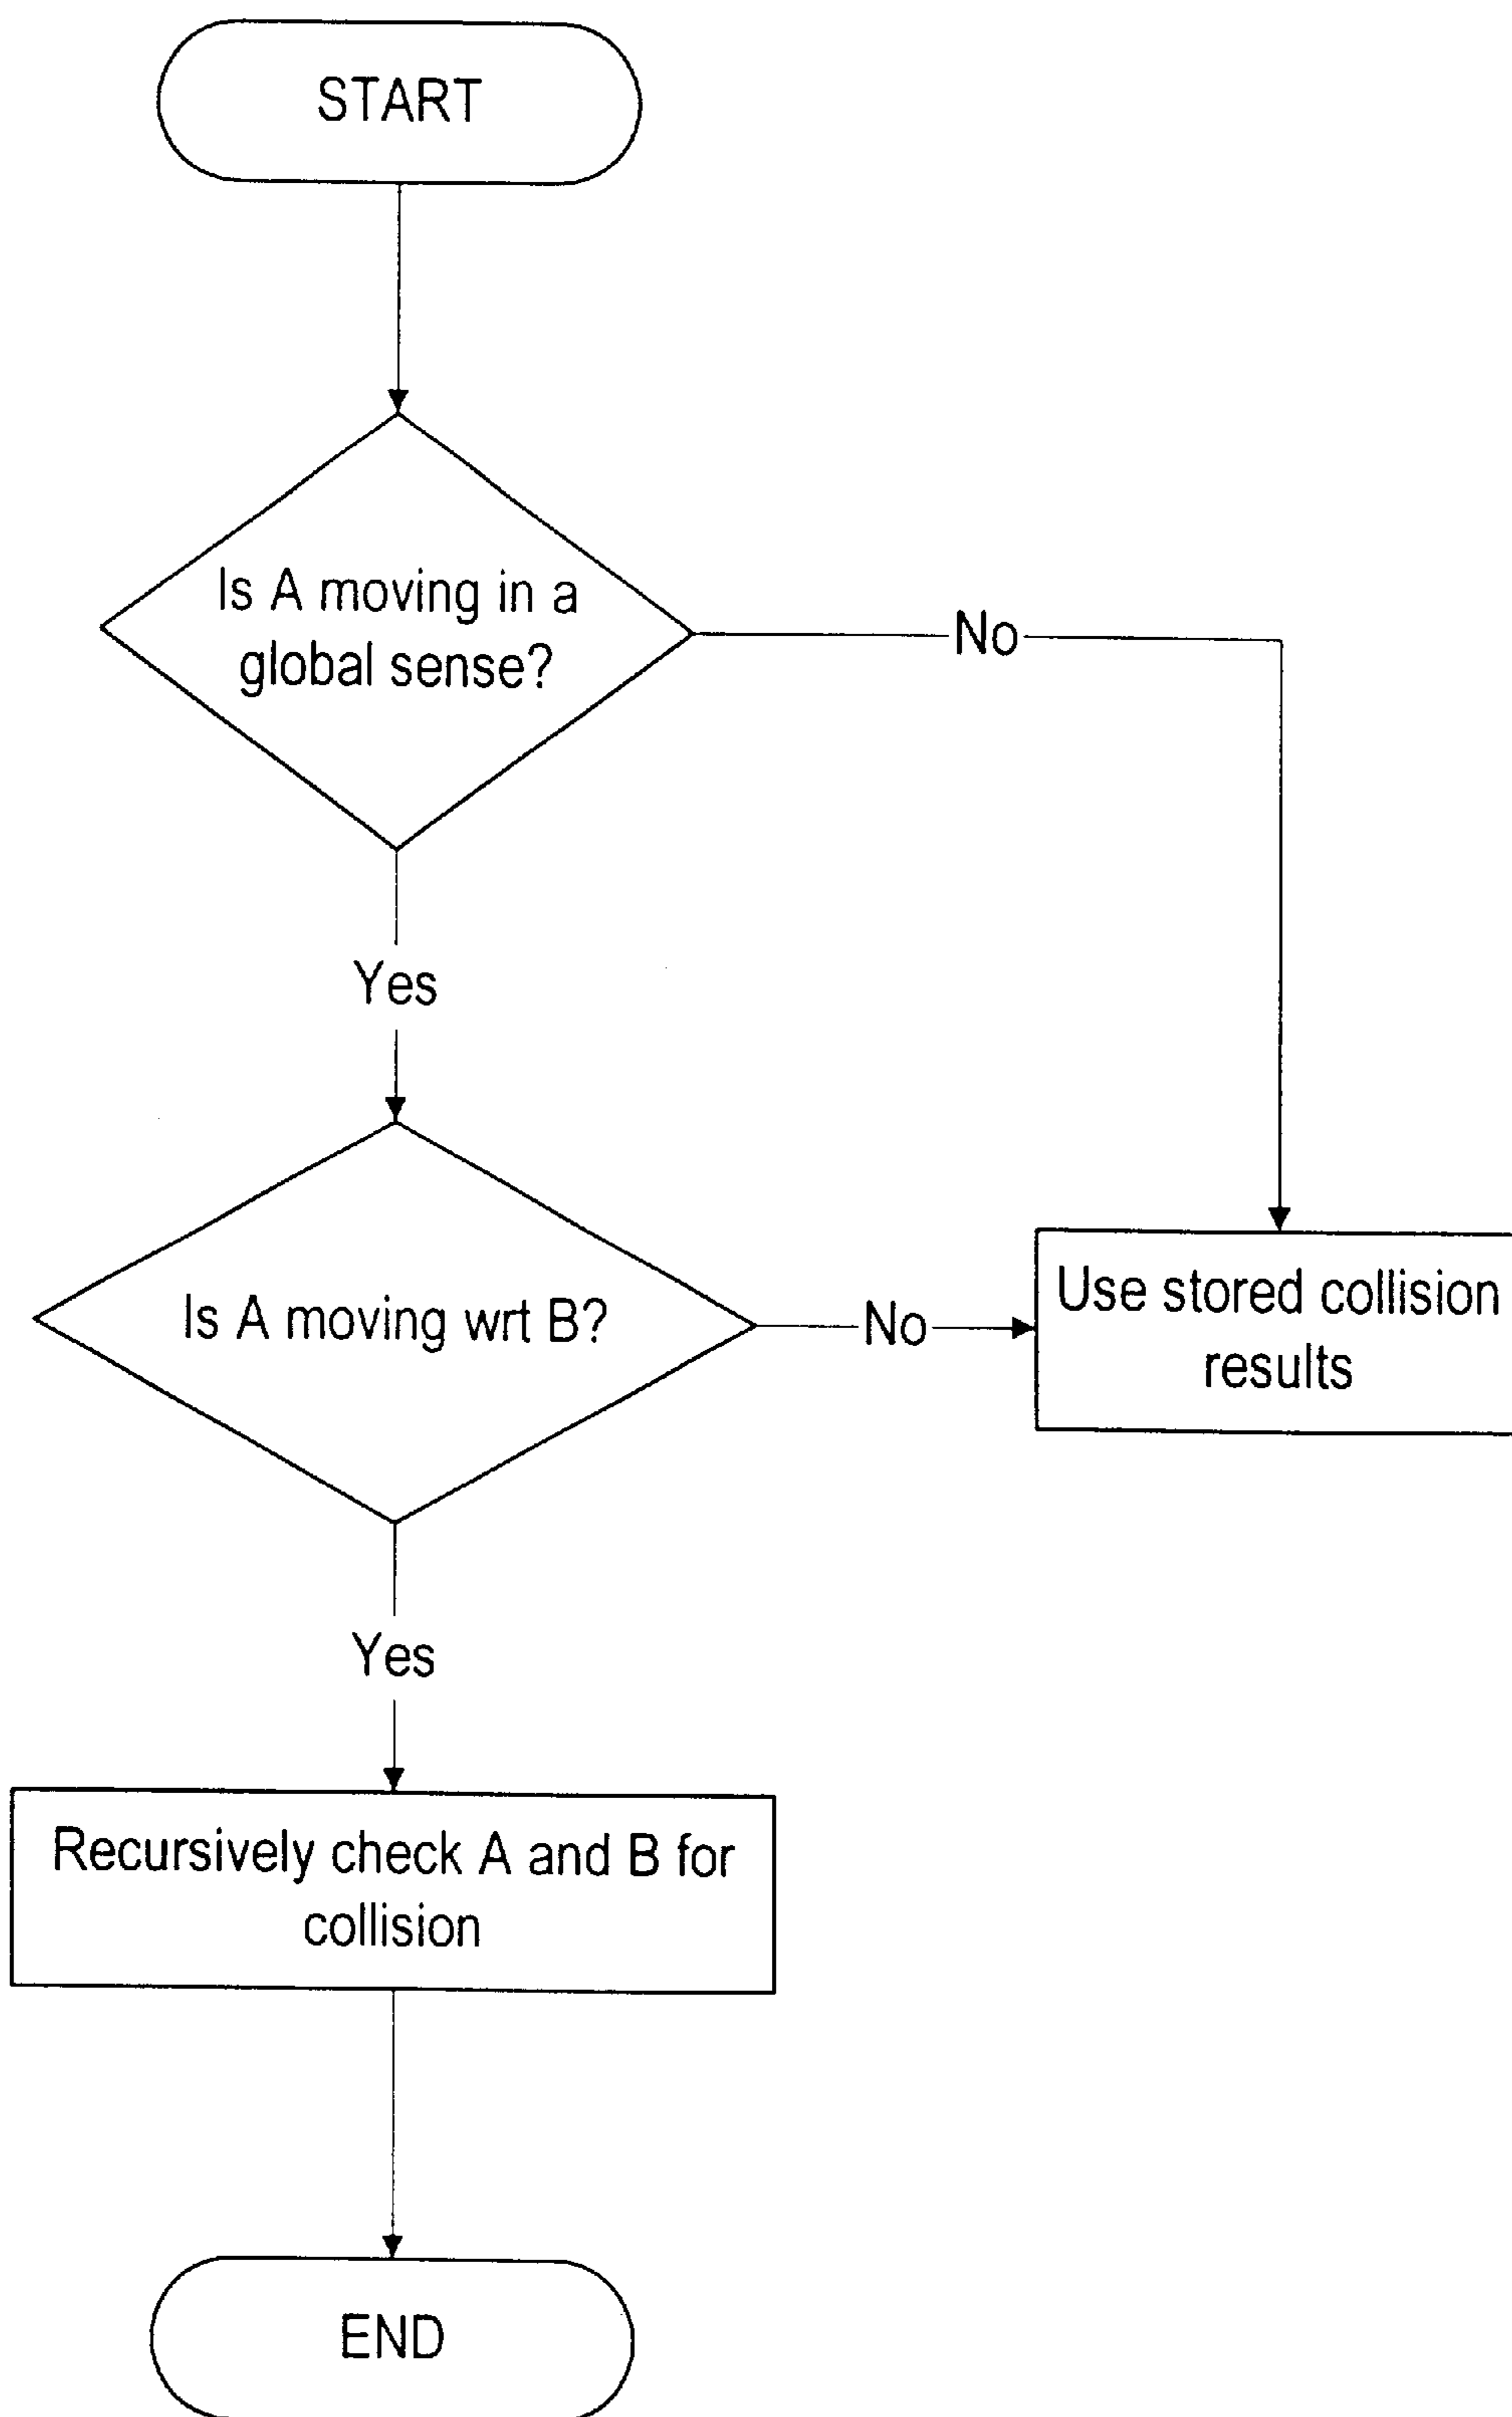 START
Is A moving in a
global sense?
No
Yes
Is A moving wrt B?
No
Use stored collision
results
Yes
Recursively check A and B for
collision
END